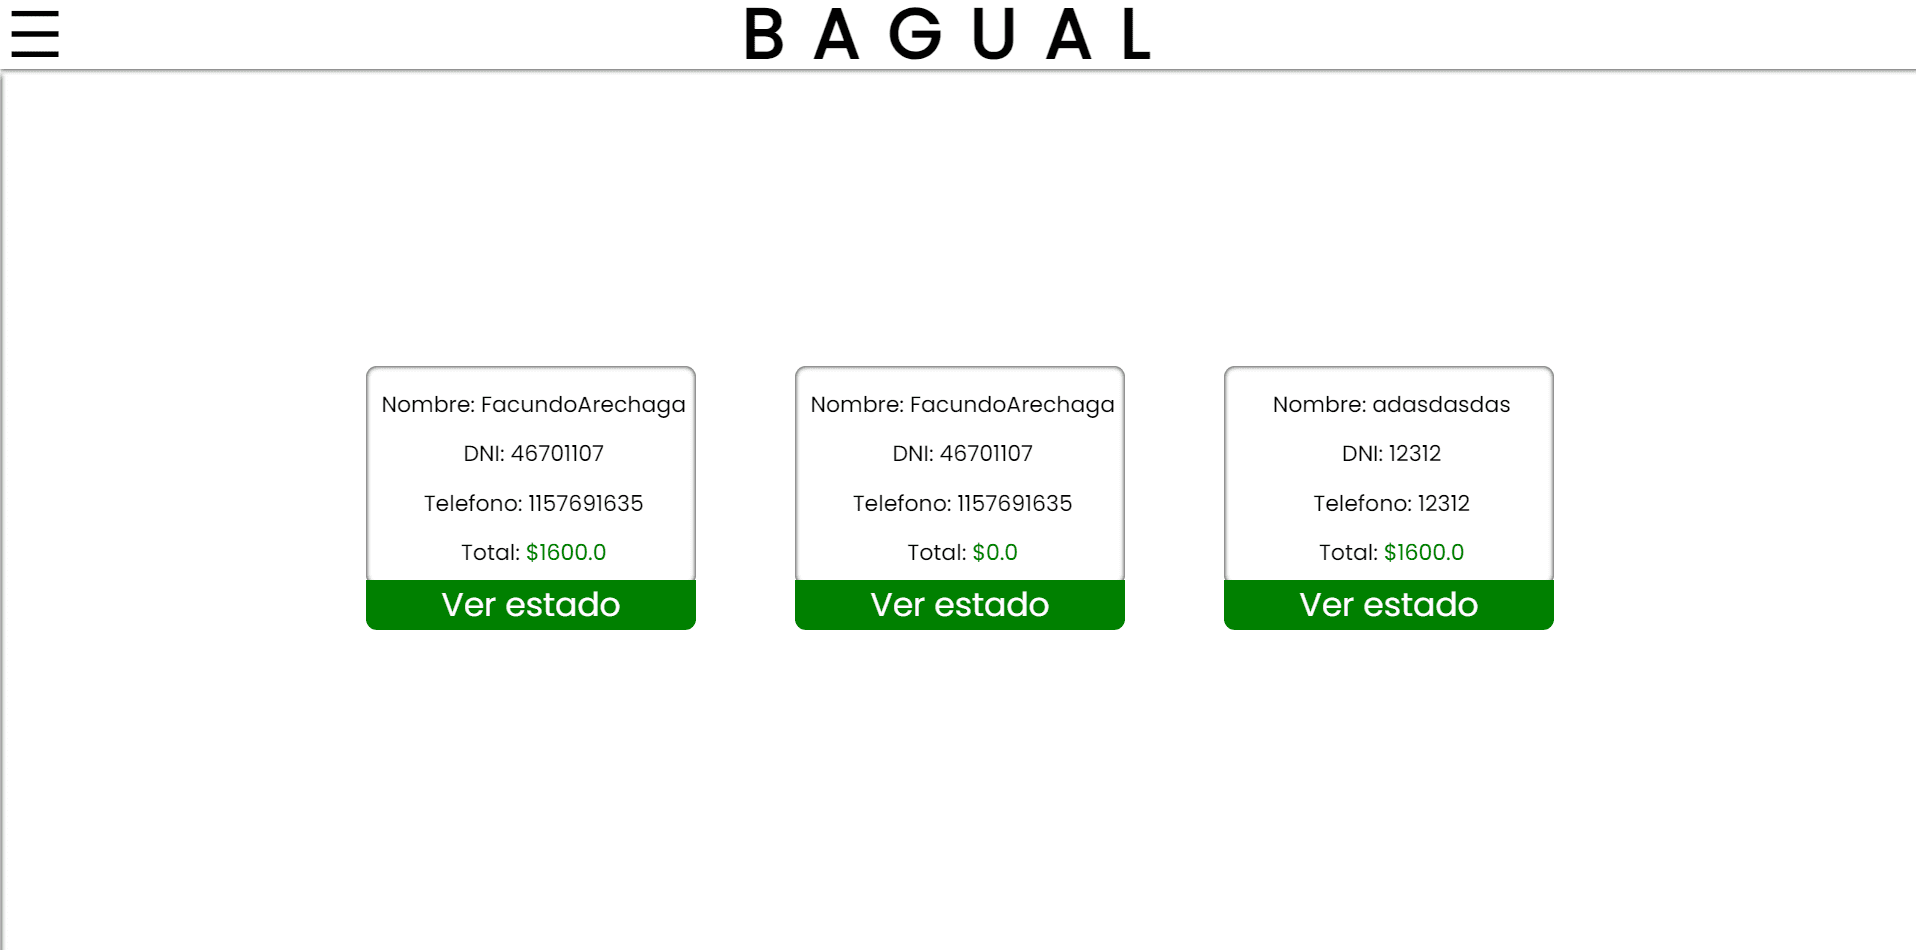 B A G U A L
Nombre: FacundoArechaga
DNI: 46701107
Telefono: 1157691635
Total: $1600.0
Ver estado
Nombre: FacundoArechaga
DNI: 46701107
Telefono: 1157691635
Total: $0.0
Ver estado
Nombre: adasdasdas
DNI: 12312
Telefono: 12312
Total: $1600.0
Ver estado